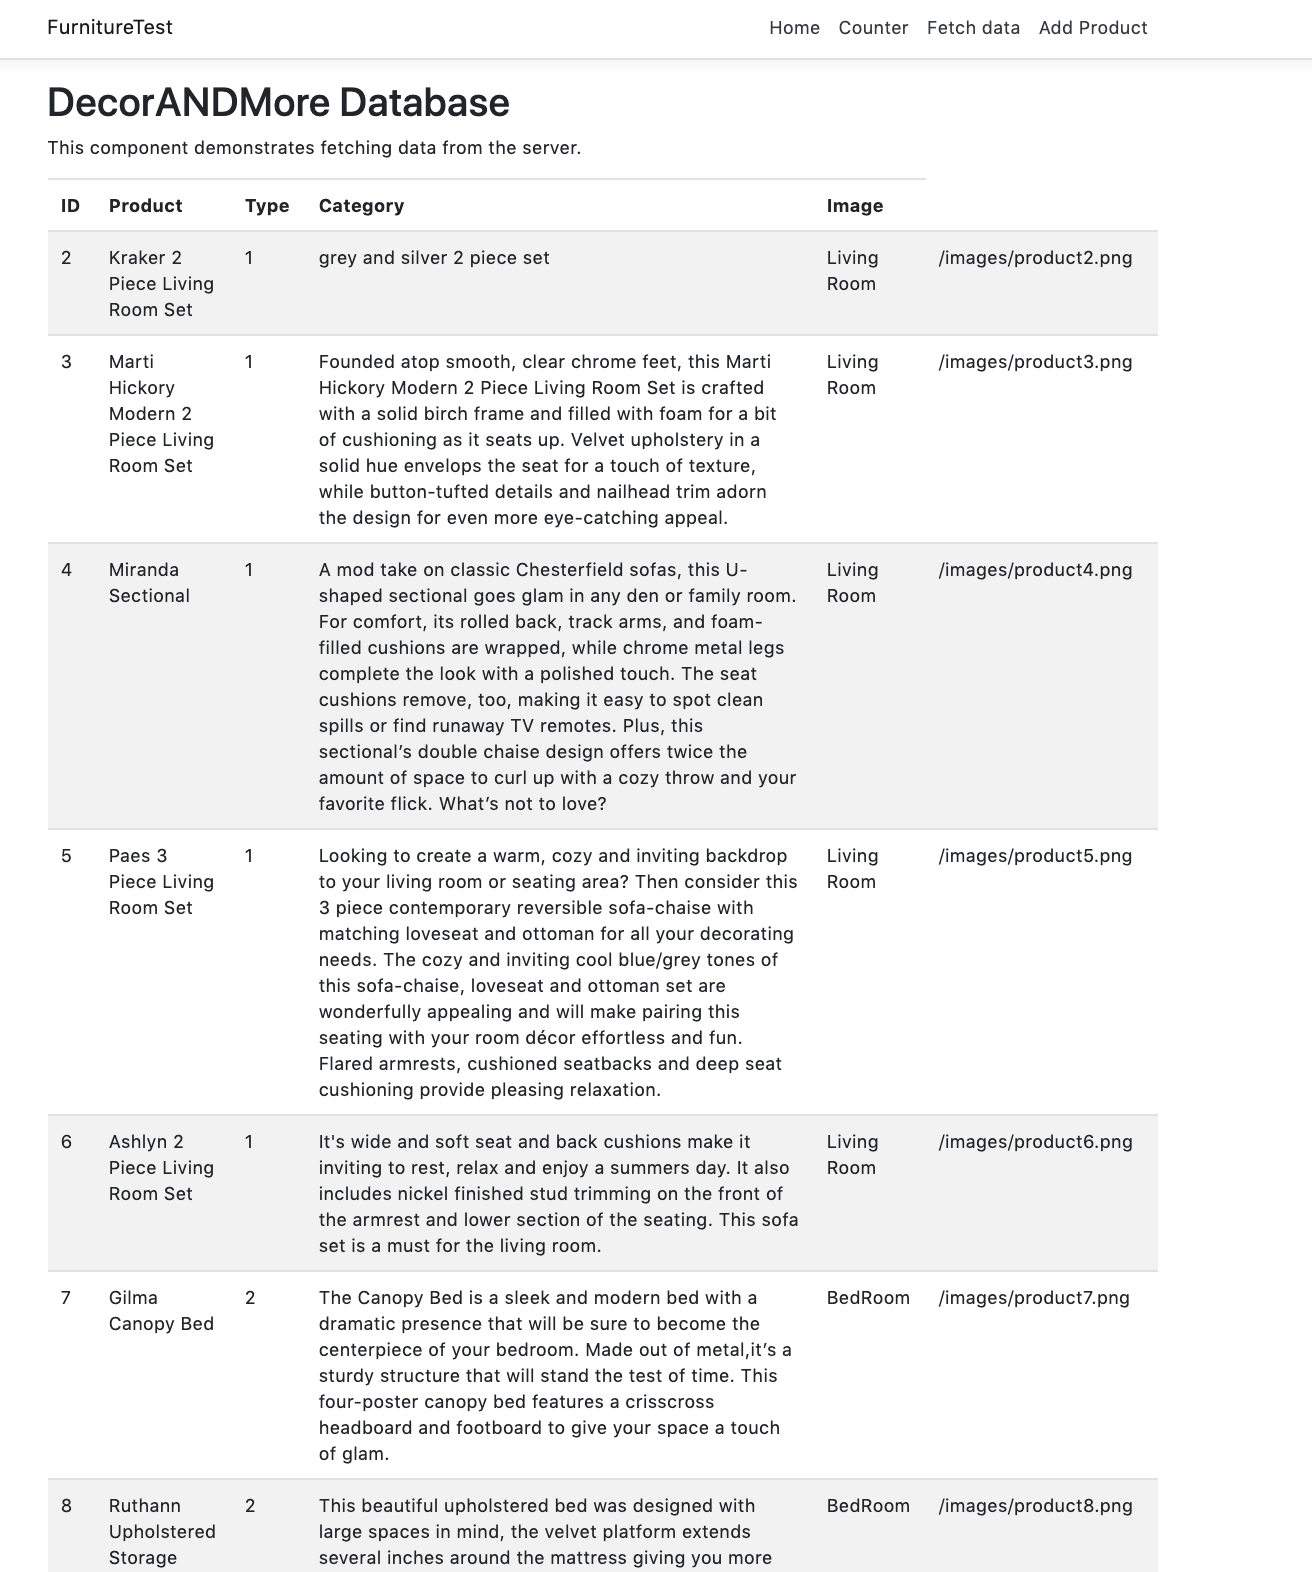 FurnitureTest
Home Counter Fetch data Add Product
DecorANDMore Database
This component demonstrates fetching data from the server.
ID Product Type Category Image
2 Kraker 2 1 grey and silver 2 piece set Living /images/product2.png
Piece Living Room
Room Set
3 Marti 1 Founded atop smooth, clear chrome feet, this Marti Living /images/product3.png
Hickory Hickory Modern 2 Piece Living Room Set is crafted Room
Modern 2 with a solid birch frame and filled with foam for a bit
Piece Living of cushioning as it seats up. Velvet upholstery in a
Room Set solid hue envelops the seat for a touch of texture,
while button-tufted details and nailhead trim adorn
the design for even more eye-catching appeal.
4 Miranda 1 A mod take on classic Chesterfield sofas, this U- Living /images/product4.png
Sectional shaped sectional goes glam in any den or family room. Room
For comfort, its rolled back, track arms, and foam-
filled cushions are wrapped, while chrome metal legs
complete the look with a polished touch. The seat
cushions remove, too, making it easy to spot clean
spills or find runaway TV remotes. Plus, this
sectional’s double chaise design offers twice the
amount of space to curl up with a cozy throw and your
favorite flick. What’s not to love?
5 Paes 3 1 Looking to create a warm, cozy and inviting backdrop Living /images/product5.png
Piece Living to your living room or seating area? Then consider this Room
Room Set 3 piece contemporary reversible sofa-chaise with
matching loveseat and ottoman for all your decorating
needs. The cozy and inviting cool blue/grey tones of
this sofa-chaise, loveseat and ottoman set are
wonderfully appealing and will make pairing this
seating with your room décor effortless and fun.
Flared armrests, cushioned seatbacks and deep seat
cushioning provide pleasing relaxation.
6 Ashlyn 2 1 It's wide and soft seat and back cushions make it Living /images/product6.png
Piece Living inviting to rest, relax and enjoy a summers day. It also Room
Room Set includes nickel finished stud trimming on the front of
the armrest and lower section of the seating. This sofa
set is a must for the living room.
7 Gilma 2 The Canopy Bed is a sleek and modern bed with a BedRoom /images/product7.png
Canopy Bed dramatic presence that will be sure to become the
centerpiece of your bedroom. Made out of metal,it’s a
sturdy structure that will stand the test of time. This
four-poster canopy bed features a crisscross
headboard and footboard to give your space a touch
of glam.
8 Ruthann 2 This beautiful upholstered bed was designed with BedRoom /images/product8.png
Upholstered large spaces in mind, the velvet platform extends
Storage several inches around the mattress giving you more